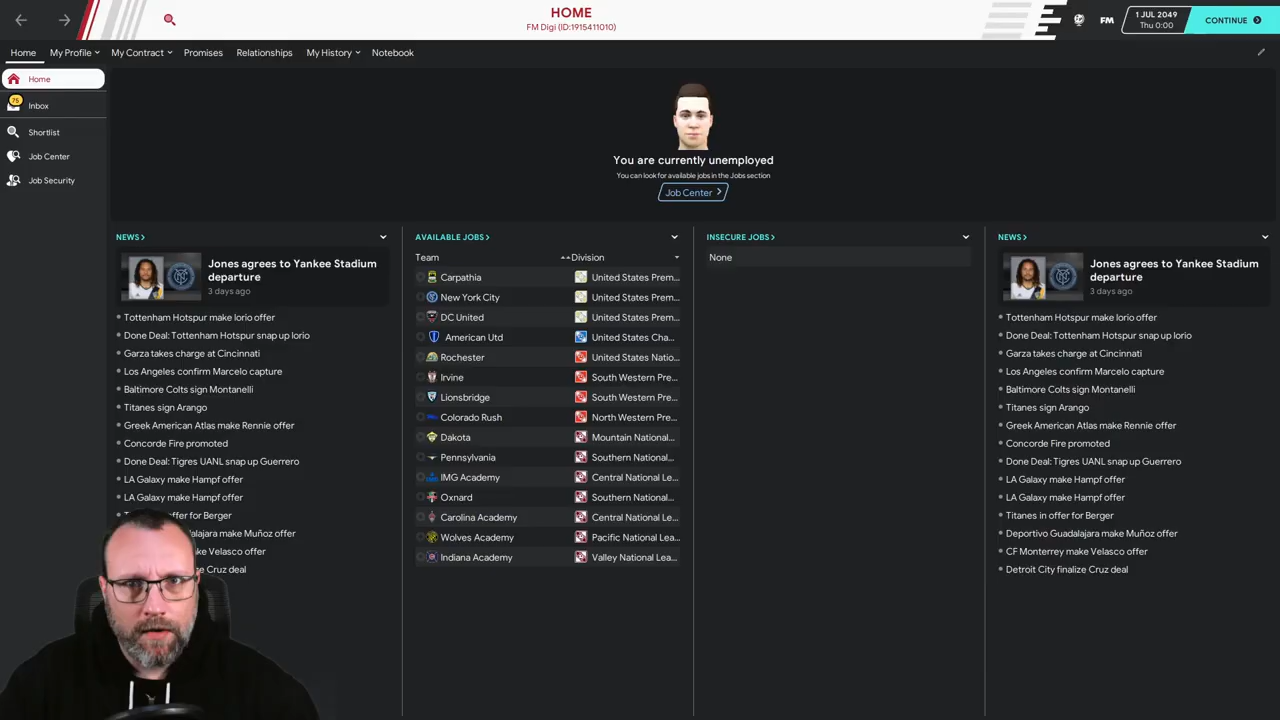 HOME
FM Digi (ID:1915411010)
FM
1 JUL 2049
Thu 0:00
CONTINUE
Home
My Profile
My Contract
Promises
Relationships
My History
Notebook
Home
75
Inbox
Shortlist
Job Center
Job Security
You are currently unemployed
You can look for available jobs in the Jobs section
Job Center
NEWS
Jones agrees to Yankee Stadium
departure
3 days ago
Tottenham Hotspur make Iorio offer
Done Deal: Tottenham Hotspur snap up Iorio
Garza takes charge at Cincinnati
Los Angeles confirm Marcelo capture
Baltimore Colts sign Montanelli
Titanes sign Arango
Greek American Atlas make Rennie offer
Concorde Fire promoted
Done Deal: Tigres UANL snap up Guerrero
LA Galaxy make Hampf offer
LA Galaxy make Hampf offer
offer for Berger
alajara make Muñoz offer
ake Velasco offer
ze Cruz deal
AVAILABLE JOBS
Team Division
Carpathia United States Prem...
New York City United States Prem...
DC United United States Prem...
American Utd United States Cha...
Rochester United States Natio...
Irvine South Western Pre...
Lionsbridge South Western Pre...
Colorado Rush North Western Pre...
Dakota Mountain National...
Pennsylvania Southern National...
IMG Academy Central National Le...
Oxnard Southern National...
Carolina Academy Central National Le...
Wolves Academy Pacific National Lea...
Indiana Academy Valley National Lea...
INSECURE JOBS
None
NEWS
Jones agrees to Yankee Stadium
departure
3 days ago
Tottenham Hotspur make Iorio offer
Done Deal: Tottenham Hotspur snap up Iorio
Garza takes charge at Cincinnati
Los Angeles confirm Marcelo capture
Baltimore Colts sign Montanelli
Titanes sign Arango
Greek American Atlas make Rennie offer
Concorde Fire promoted
Done Deal: Tigres UANL snap up Guerrero
LA Galaxy make Hampf offer
LA Galaxy make Hampf offer
Titanes in offer for Berger
Deportivo Guadalajara make Muñoz offer
CF Monterrey make Velasco offer
Detroit City finalize Cruz deal